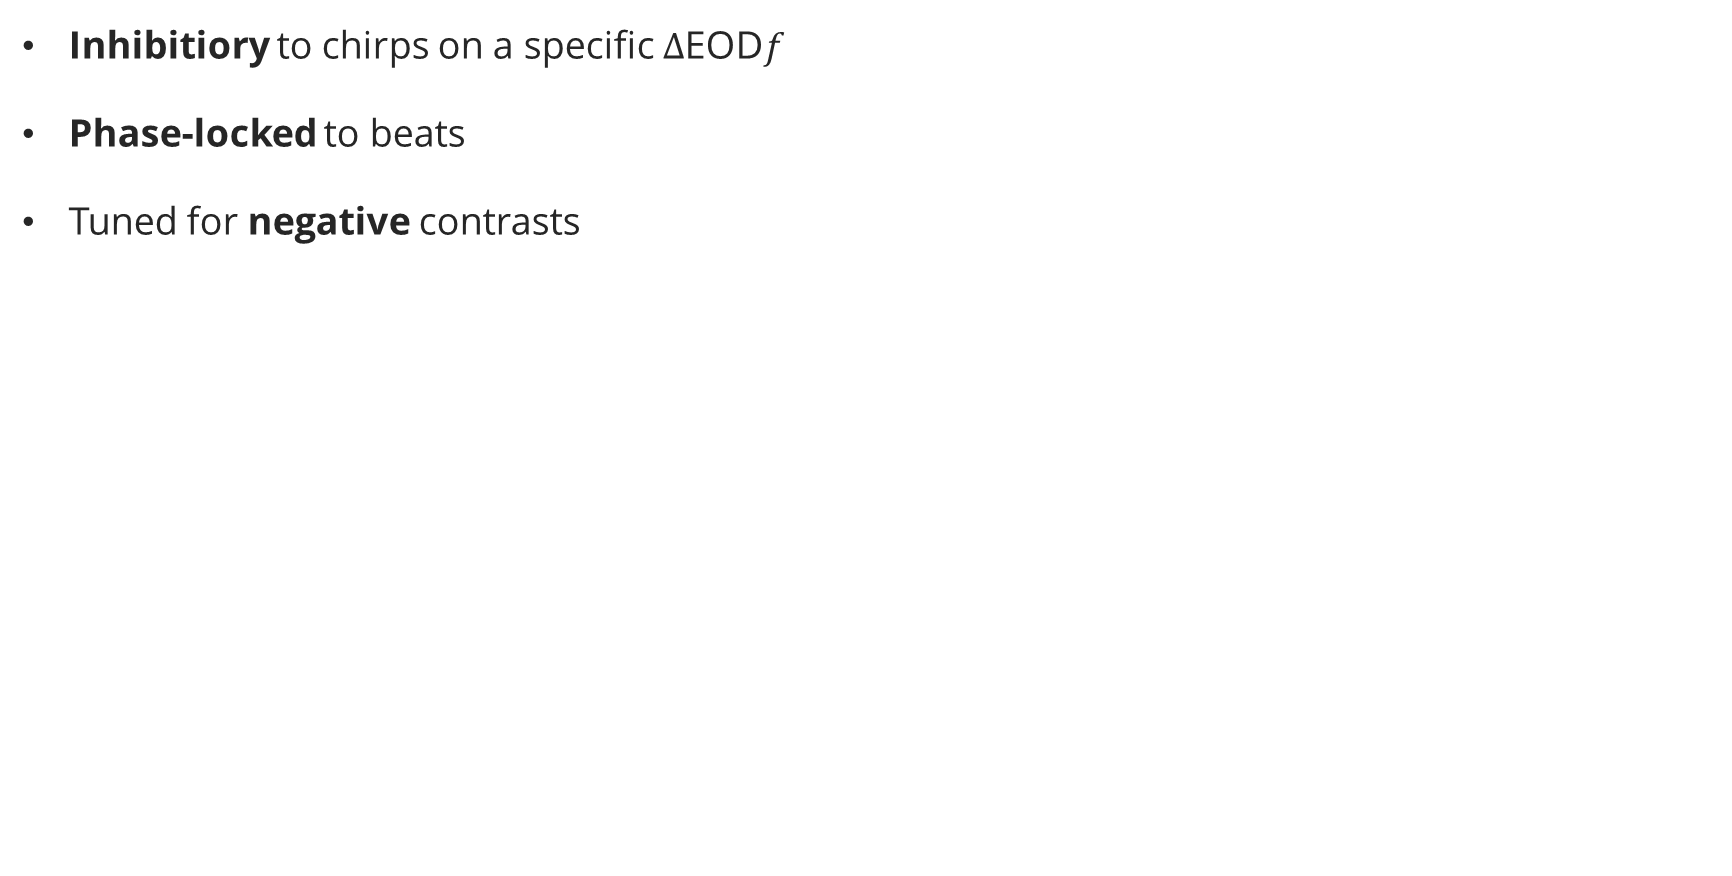 • Inhibitiory to chirps on a specific ΔEODf
• Phase-locked to beats
• Tuned for negative contrasts